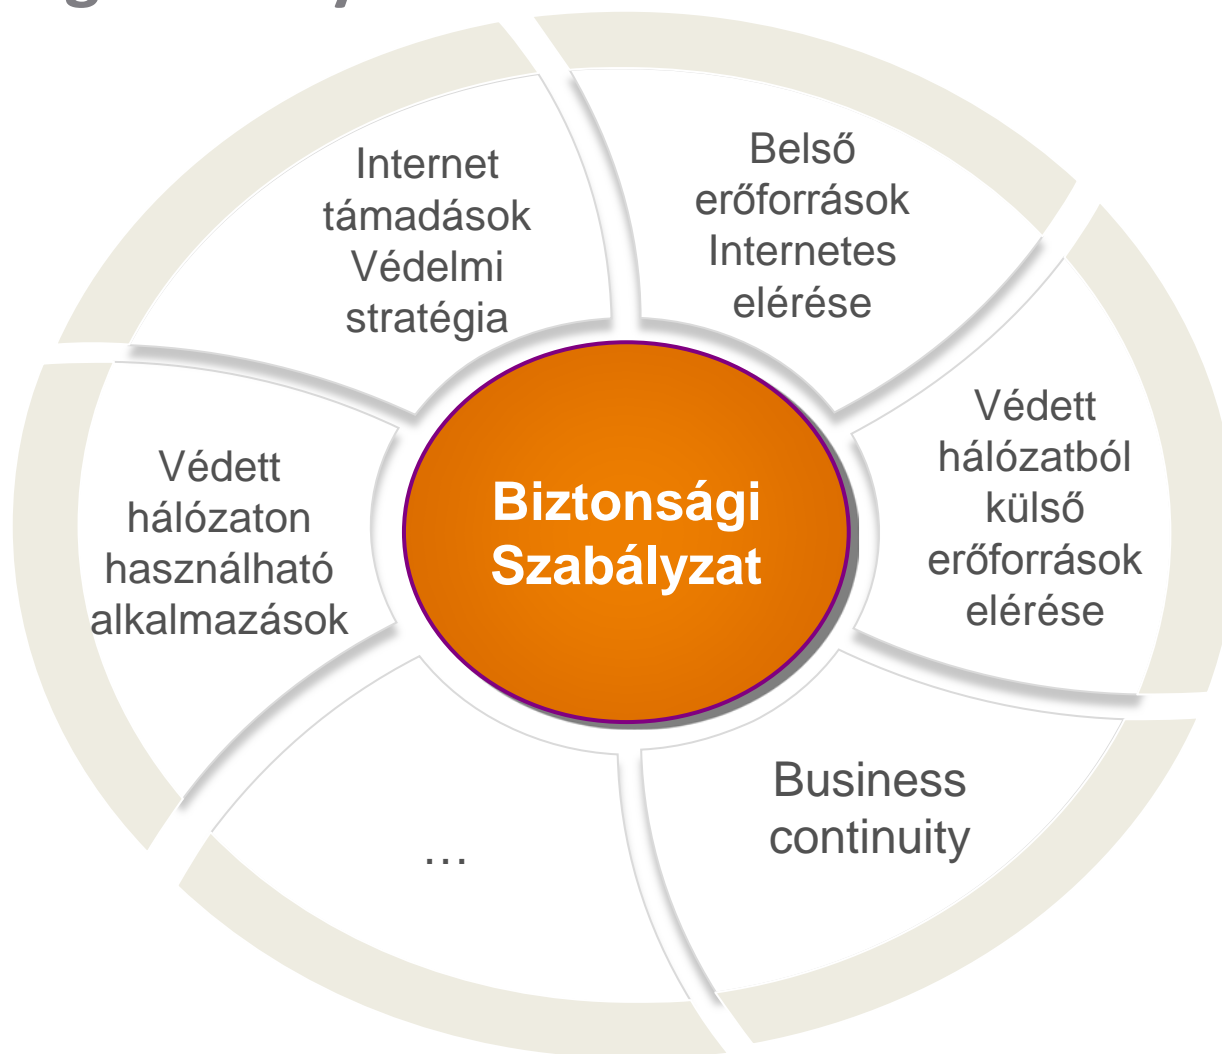 Internet
támadások
Védelmi
stratégia
Belső
erőforrások
Internetes
elérése
Védett
hálózatból
külső
erőforrások
elérése
Védett
hálózaton
használható
alkalmazások
Biztonsági
Szabályzat
Business
continuity
...